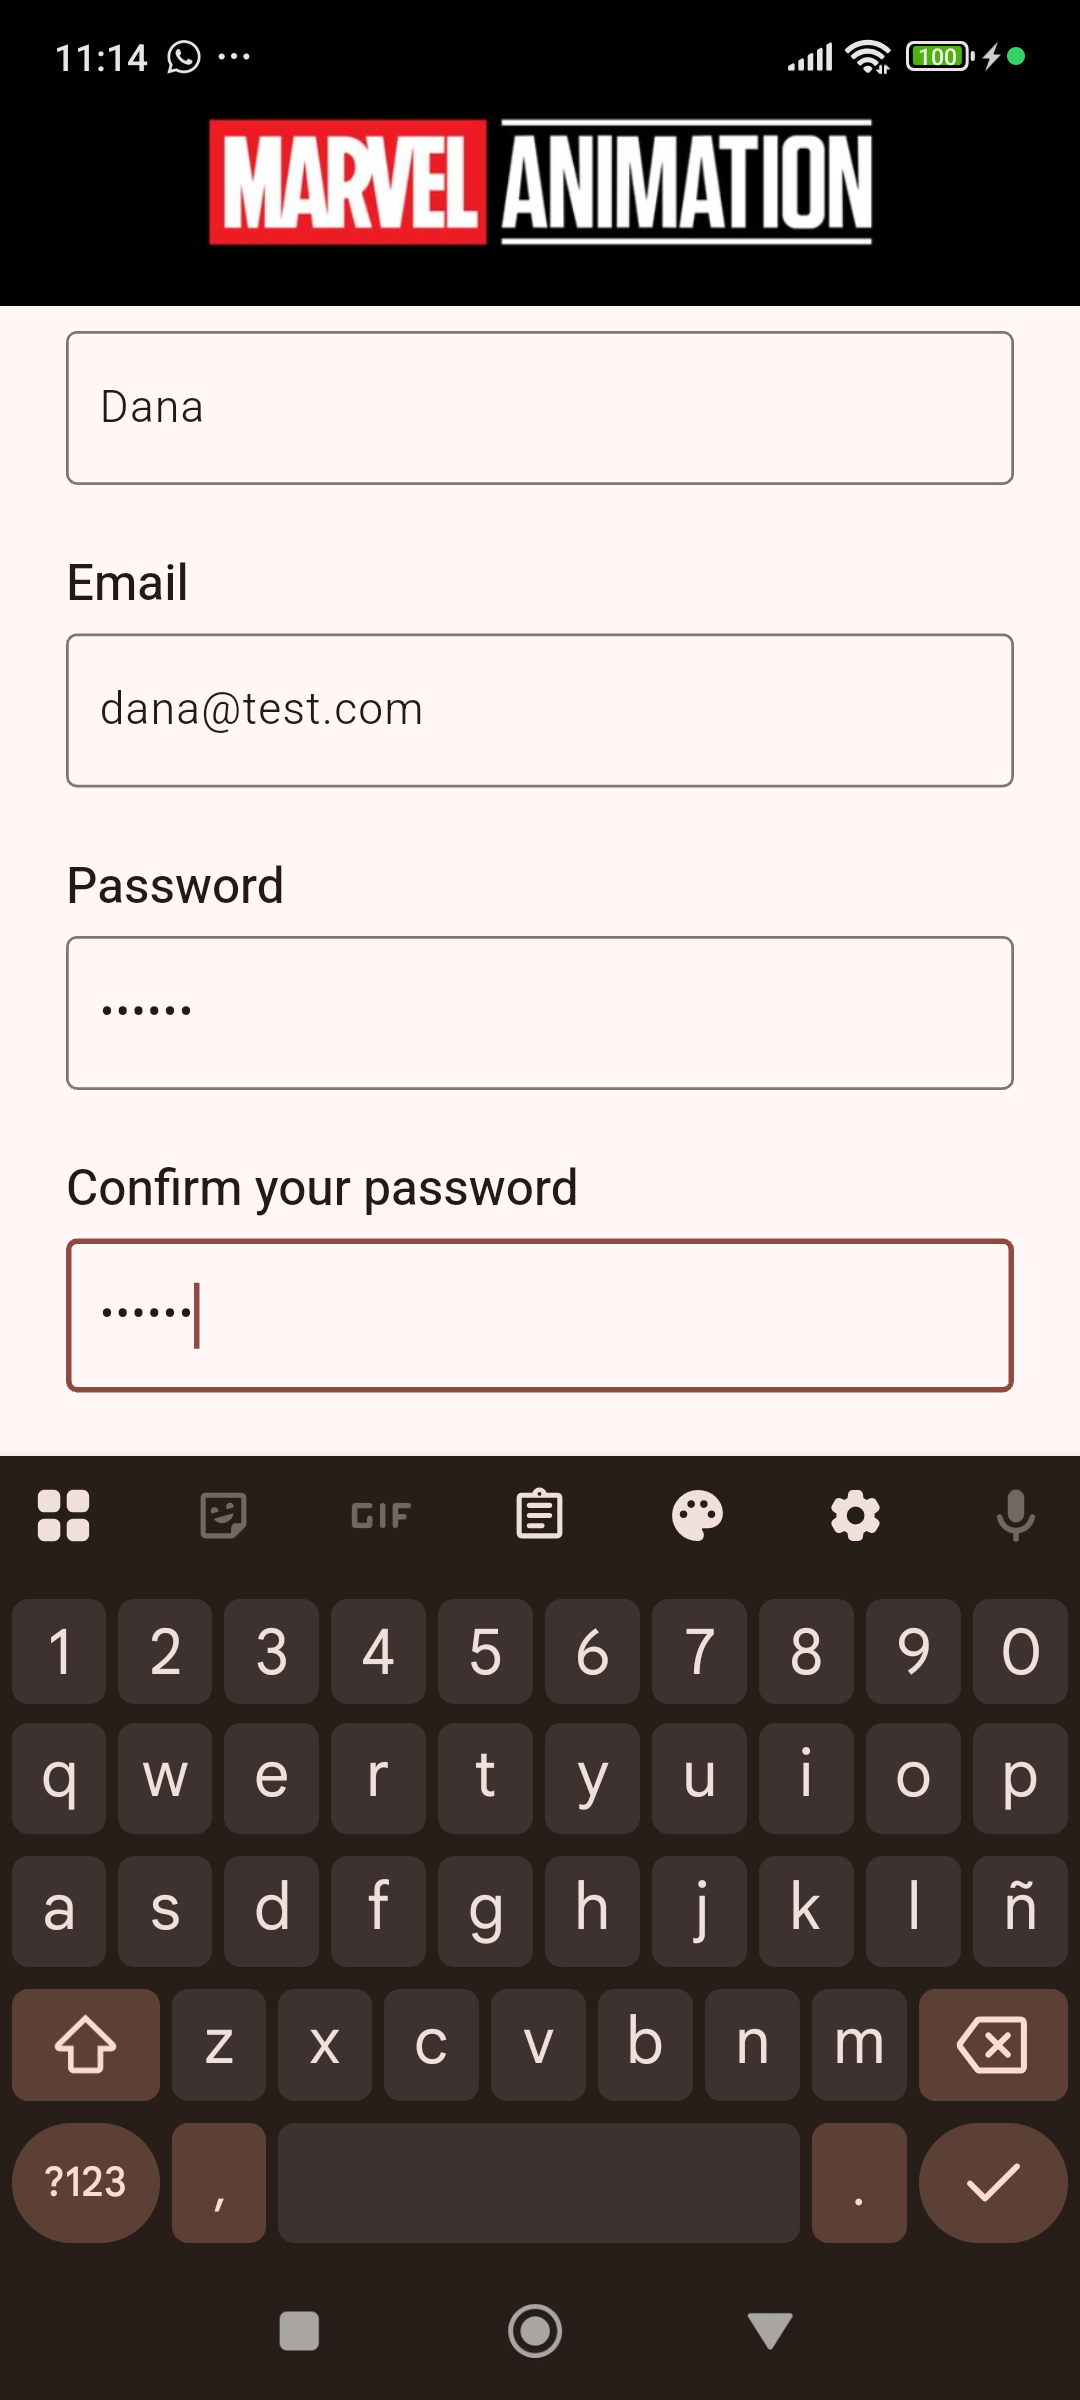 11:14
100
MARVEL ANIMATION
Dana
Email
dana@test.com
Password
••••••
Confirm your password
••••••
GIF
1 2 3 4 5 6 7 8 9 0
q w e r t y u i o p
a s d f g h j k l ñ
z x c v b n m
?123 , .